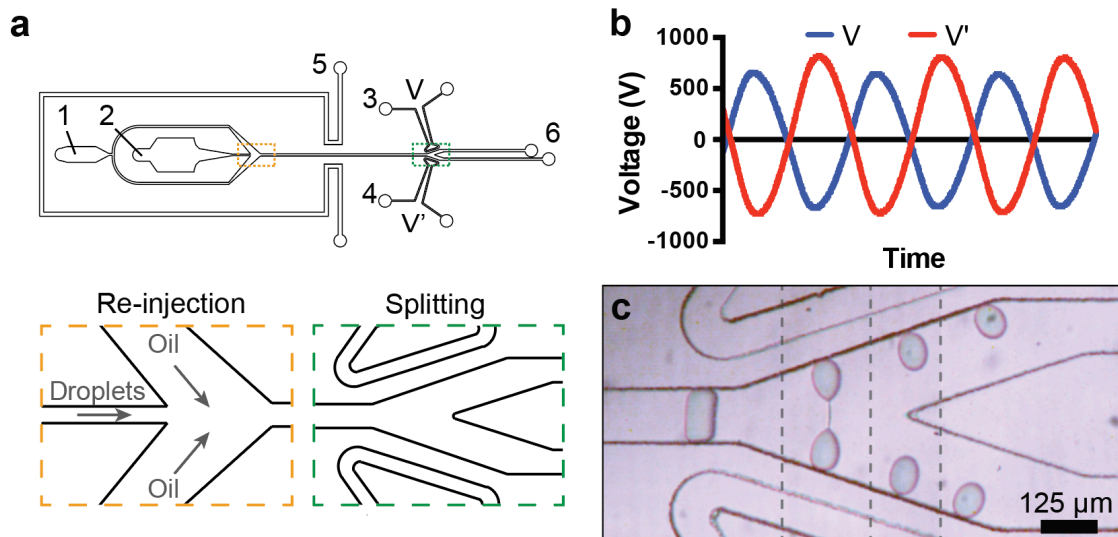 a
1
2
5
3
V
6
4
V'
Re-injection
Splitting
Oil
Droplets
Oil
b
V
V'
Voltage (V)
1000
500
0
-500
-1000
Time
c
125 μm